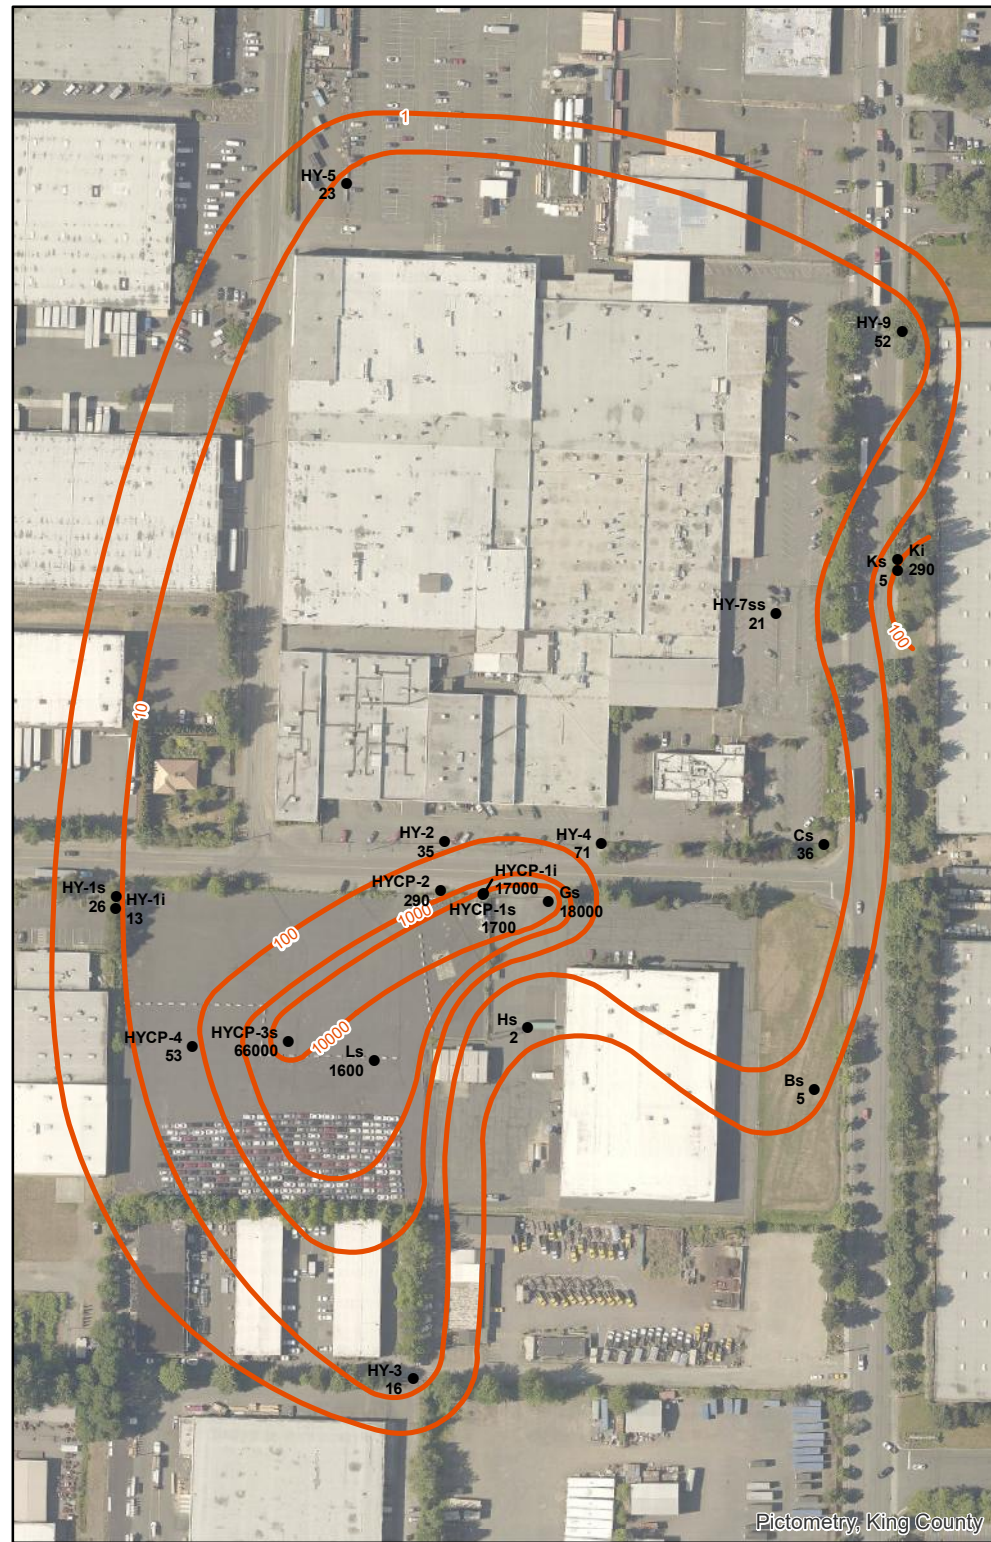 1
HY-5
23
HY-9
52
Ki
Ks
290
5
100
HY-7ss
21
10
HY-2
35
HY-4
71
Cs
36
HYCP-1i
17000
HYCP-2
290
Gs
18000
HY-1s
26
HY-1i
13
HYCP-1s
1700
1000
100
Hs
2
HYCP-3s
66000
10000
HYCP-4
53
Ls
1600
Bs
5
HY-3
16
Pictometry, King County